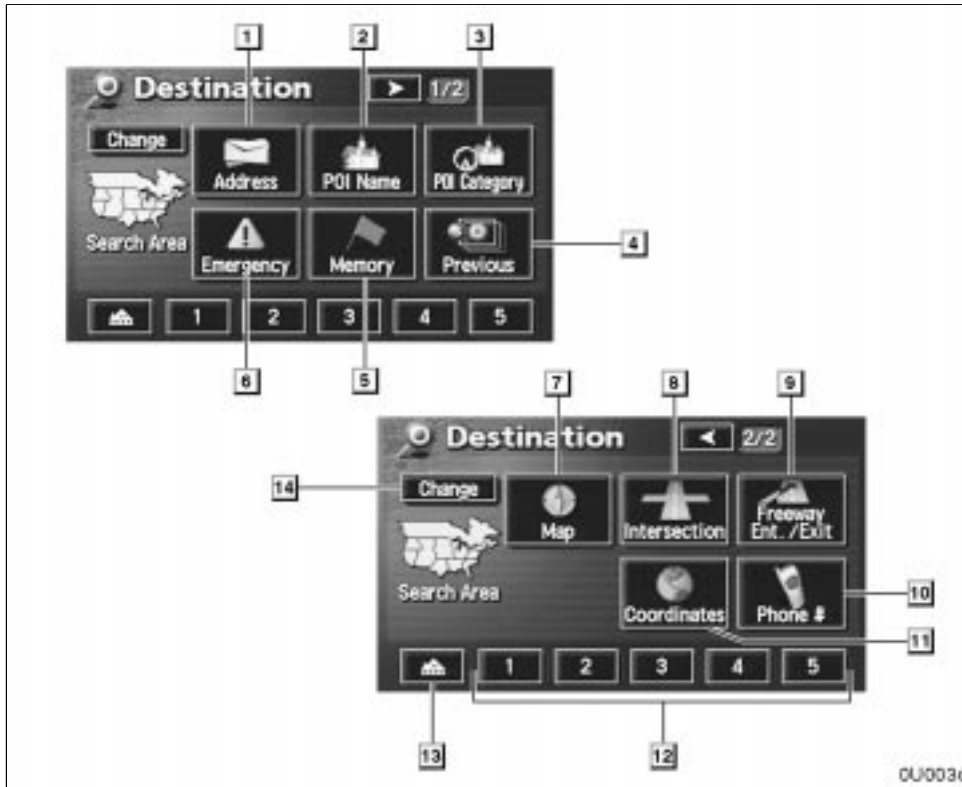 1 2 3
Destination 1/2
Change
Address POI Name POI Category
Search Area
Emergency Memory Previous
4
1 2 3 4 5
6 5 7 8 9
Destination 2/2
14
Change
Map Intersection Freeway Ent. /Exit
Search Area
Coordinates Phone #
10
11
1 2 3 4 5
13 12